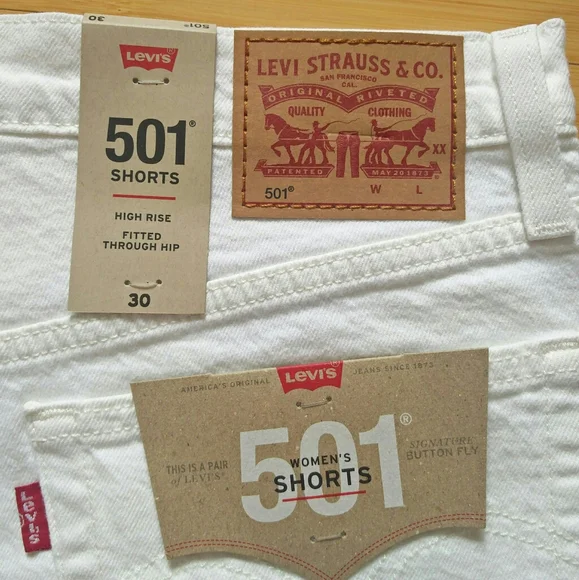 501® 30
LEVI'S
501®
SHORTS
HIGH RISE
FITTED
THROUGH HIP
30
LEVI STRAUSS & CO.
SAN FRANCISCO
CAL.
ORIGINAL RIVETED
QUALITY CLOTHING
XX
PATENTED MAY 20 1873
501® W L
AMERICA'S ORIGINAL LEVI'S JEANS SINCE 1873
501®
THIS IS A PAIR
of LEVI'S®
WOMEN'S
SHORTS
SIGNATURE
BUTTON FLY
LEVI'S